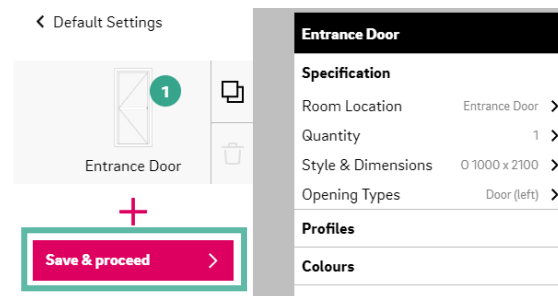 Default Settings
1
Entrance Door
Save & proceed
Entrance Door
Specification
Room Location Entrance Door
Quantity 1
Style & Dimensions O 1000 x 2100
Opening Types Door (left)
Profiles
Colours